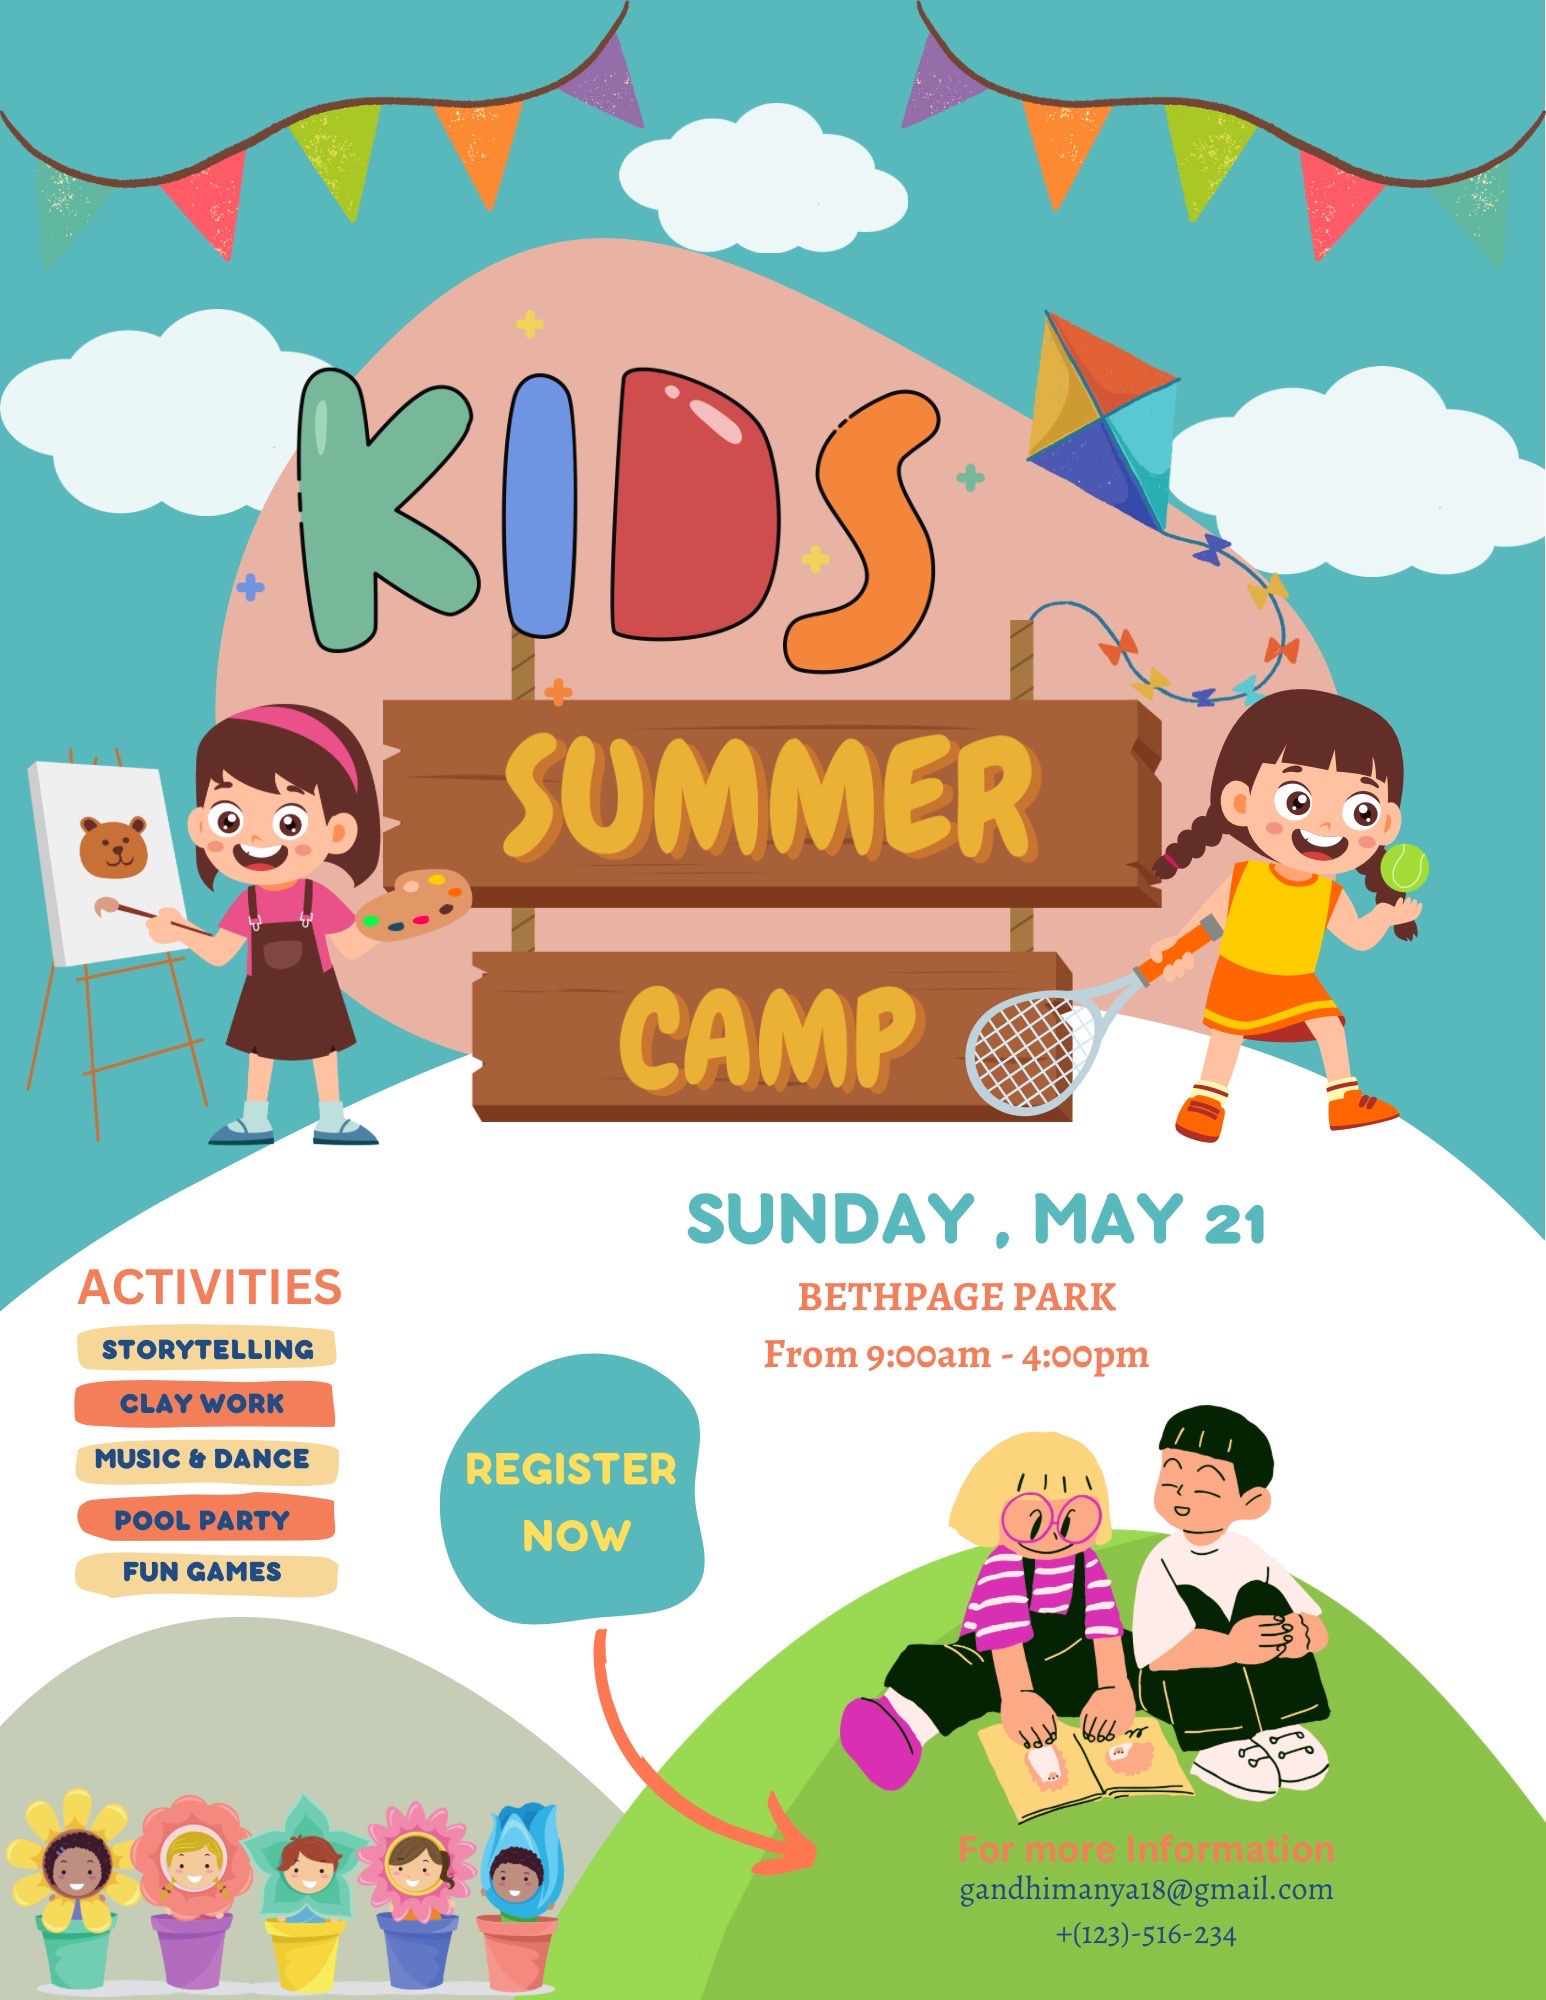 KIDS
SUMMER
CAMP
SUNDAY , MAY 21
BETHPAGE PARK
From 9:00am - 4:00pm
ACTIVITIES
STORYTELLING
CLAY WORK
MUSIC & DANCE
POOL PARTY
FUN GAMES
REGISTER
NOW
For more Information
gandhimanya18@gmail.com
+(123)-516-234